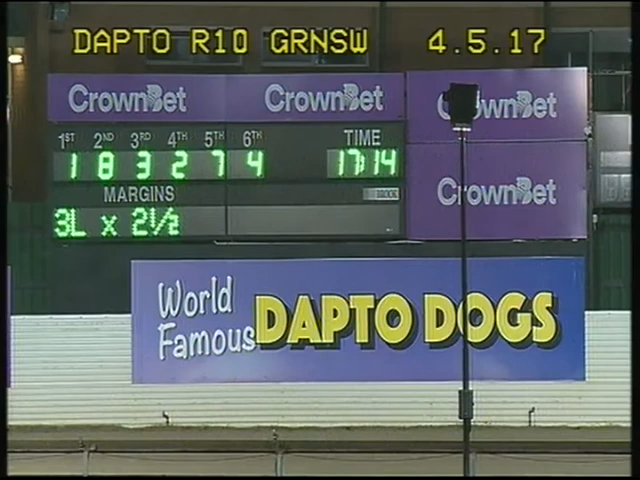 DAPTO R10 GRNSW 4.5.17
CrownBet CrownBet CrownBet
1ST 2ND 3RD 4TH 5TH 6TH TIME
1 8 3 2 7 4 17:14
CrownBet
MARGINS
3L x 2½
World
Famous DAPTO DOGS